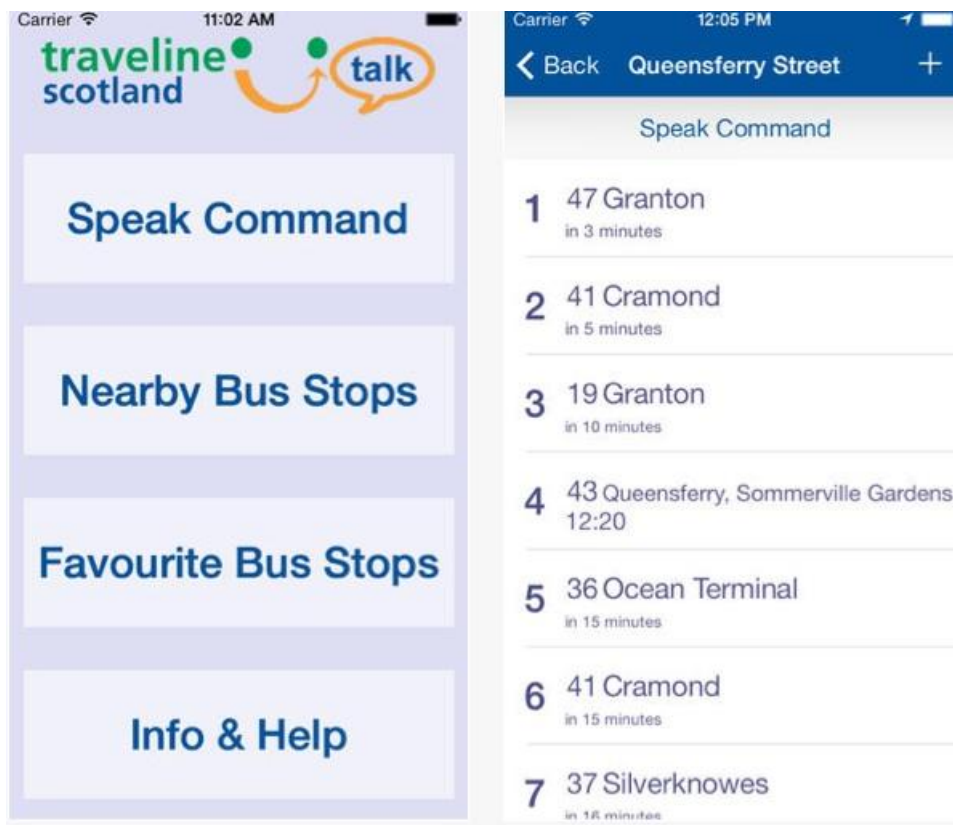 Carrier 11:02 AM
traveline
scotland
talk
Speak Command
Nearby Bus Stops
Favourite Bus Stops
Info & Help
Carrier 12:05 PM
Back Queensferry Street +
Speak Command
1 47 Granton
in 3 minutes
2 41 Cramond
in 5 minutes
3 19 Granton
in 10 minutes
4 43 Queensferry, Sommerville Gardens
12:20
5 36 Ocean Terminal
in 15 minutes
6 41 Cramond
in 15 minutes
7 37 Silverknowes
in 16 minutes